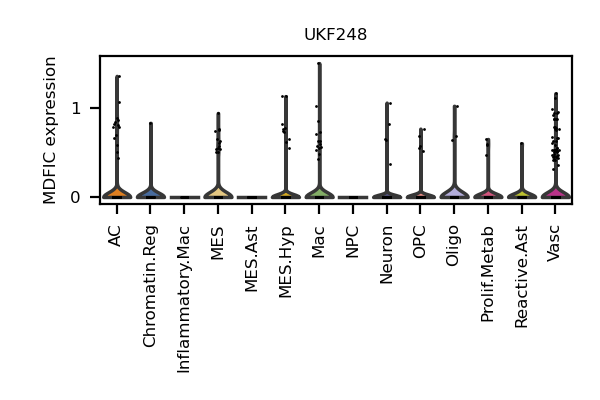 UKF248
MDFIC expression
1
0
AC
Chromatin.Reg
Inflammatory.Mac
MES
MES.Ast
MES.Hyp
Mac
NPC
Neuron
OPC
Oligo
Prolif.Metab
Reactive.Ast
Vasc